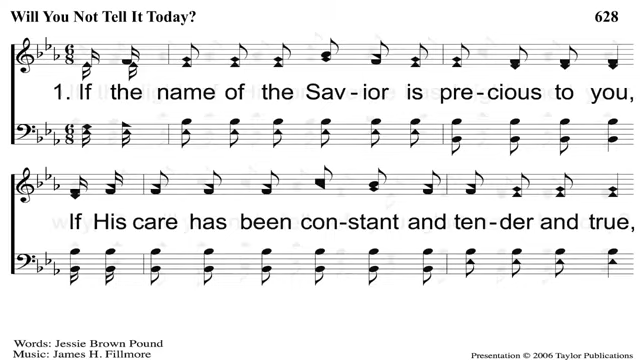 Will You Not Tell It Today? 628
1. If the name of the Sav-ior is pre-cious to you,
If His care has been con-stant and ten-der and true,
Words: Jessie Brown Pound
Music: James H. Fillmore
Presentation © 2006 Taylor Publications